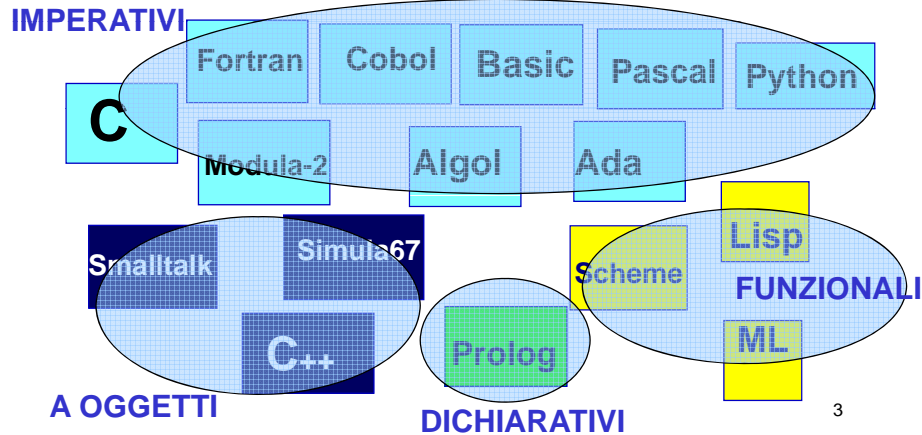 IMPERATIVI
Fortran Cobol Basic Pascal Python
C
Modula-2 Algol Ada
Smalltalk Simula67 Scheme Lisp
FUNZIONALI
C++ Prolog ML
A OGGETTI DICHIARATIVI 3